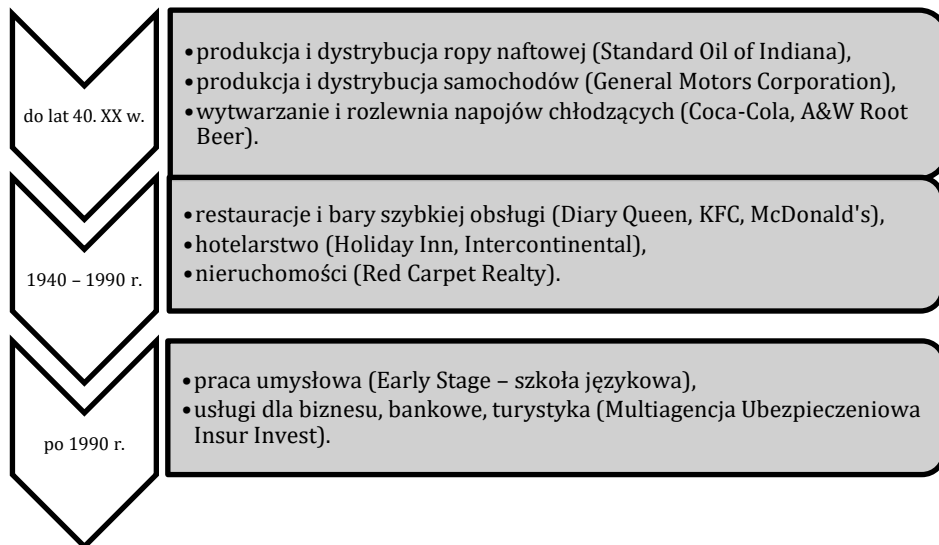 do lat 40. XX w.
•produkcja i dystrybucja ropy naftowej (Standard Oil of Indiana),
•produkcja i dystrybucja samochodów (General Motors Corporation),
•wytwarzanie i rozlewnia napojów chłodzących (Coca-Cola, A&W Root
Beer).
1940 – 1990 r.
•restauracje i bary szybkiej obsługi (Diary Queen, KFC, McDonald's),
•hotelarstwo (Holiday Inn, Intercontinental),
•nieruchomości (Red Carpet Realty).
po 1990 r.
•praca umysłowa (Early Stage – szkoła językowa),
•usługi dla biznesu, bankowe, turystyka (Multiagencja Ubezpieczeniowa
Insur Invest).